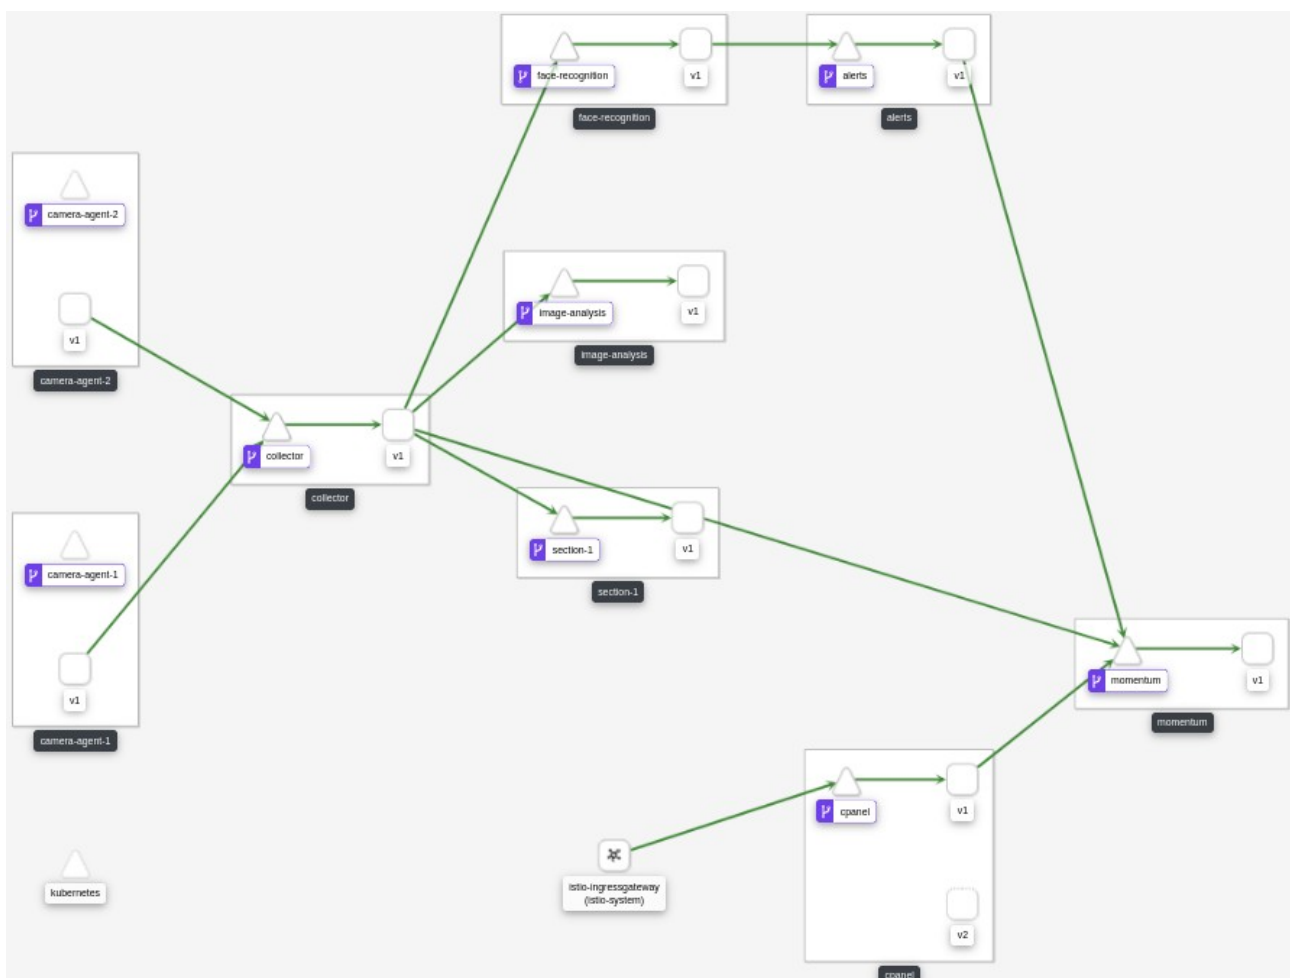 face-recognition
v1
face-recognition
alerts
v1
alerts
camera-agent-2
v1
camera-agent-2
image-analysis
v1
image-analysis
collector
v1
collector
section-1
v1
section-1
camera-agent-1
v1
camera-agent-1
momentum
v1
momentum
cpanel
v1
v2
cpanel
istio-ingressgateway
(istio-system)
kubernetes